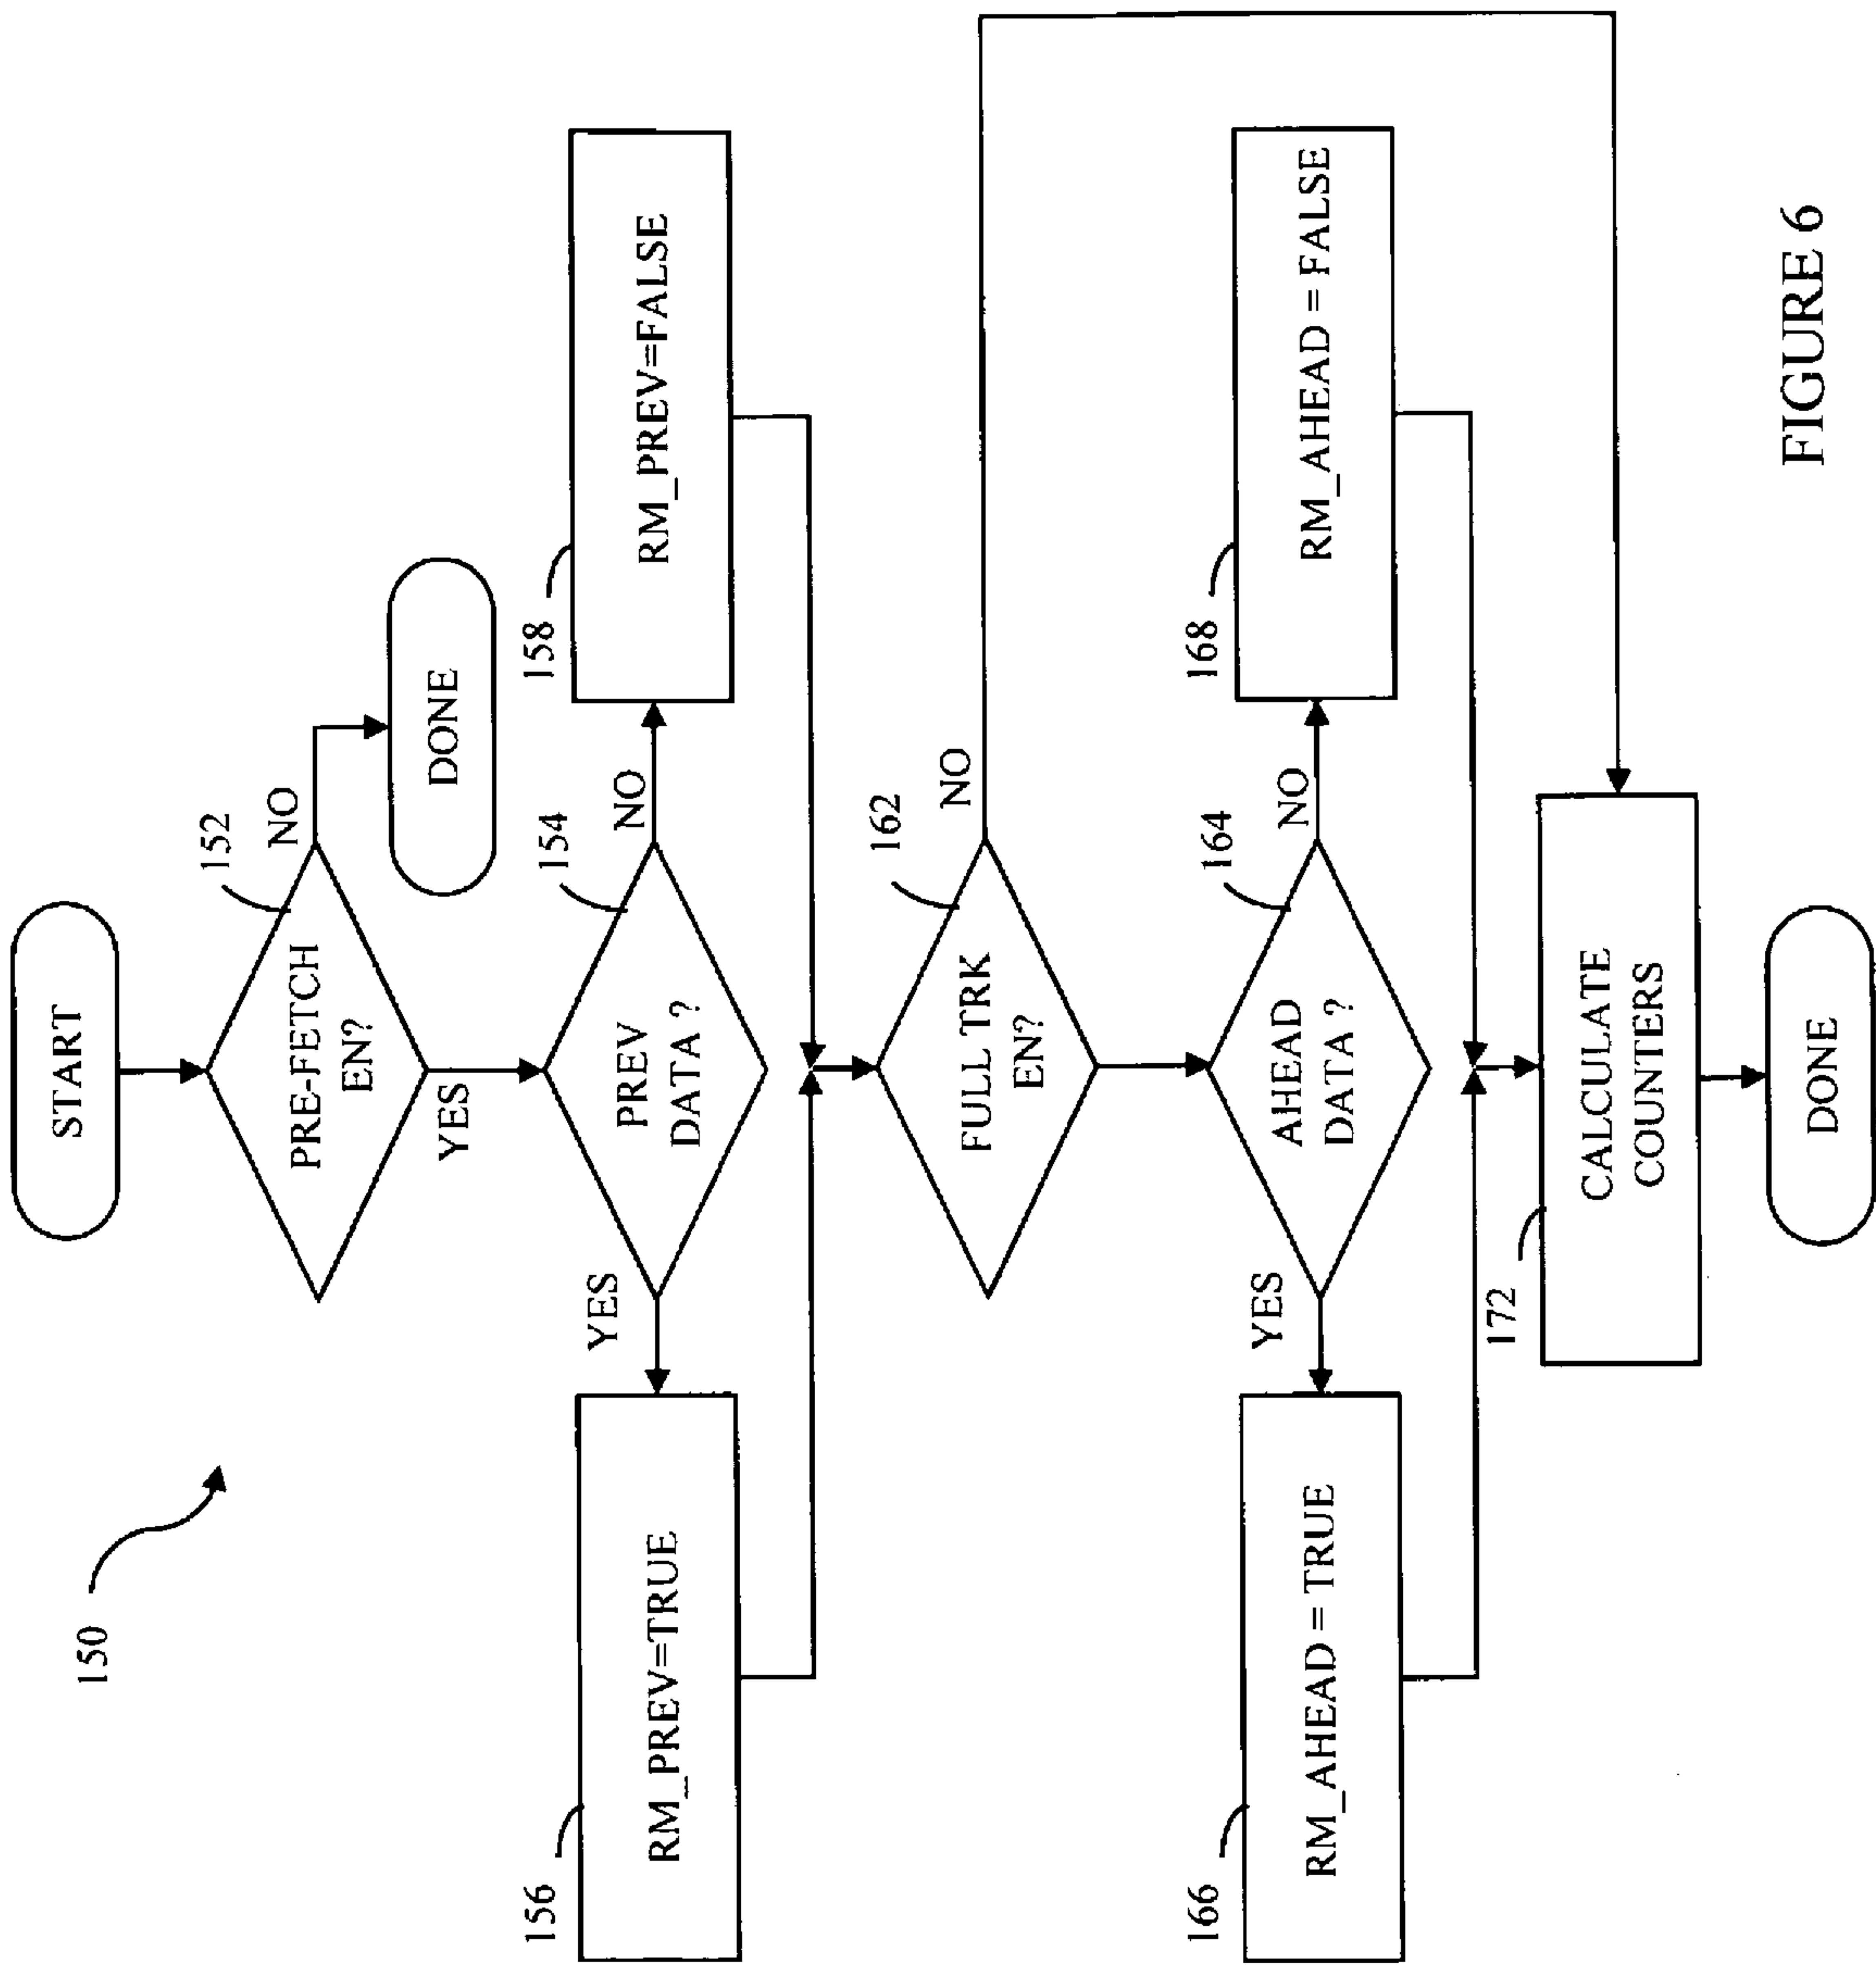 150
START
152
PRE-FETCH
EN?
NO
DONE
YES
154
PREV
DATA ?
YES
NO
156
RM_PREV=TRUE
158
RM_PREV=FALSE
162
FULL TRK
EN?
NO
164
AHEAD
DATA ?
YES
NO
166
RM_AHEAD = TRUE
168
RM_AHEAD = FALSE
172
CALCULATE
COUNTERS
DONE
FIGURE 6